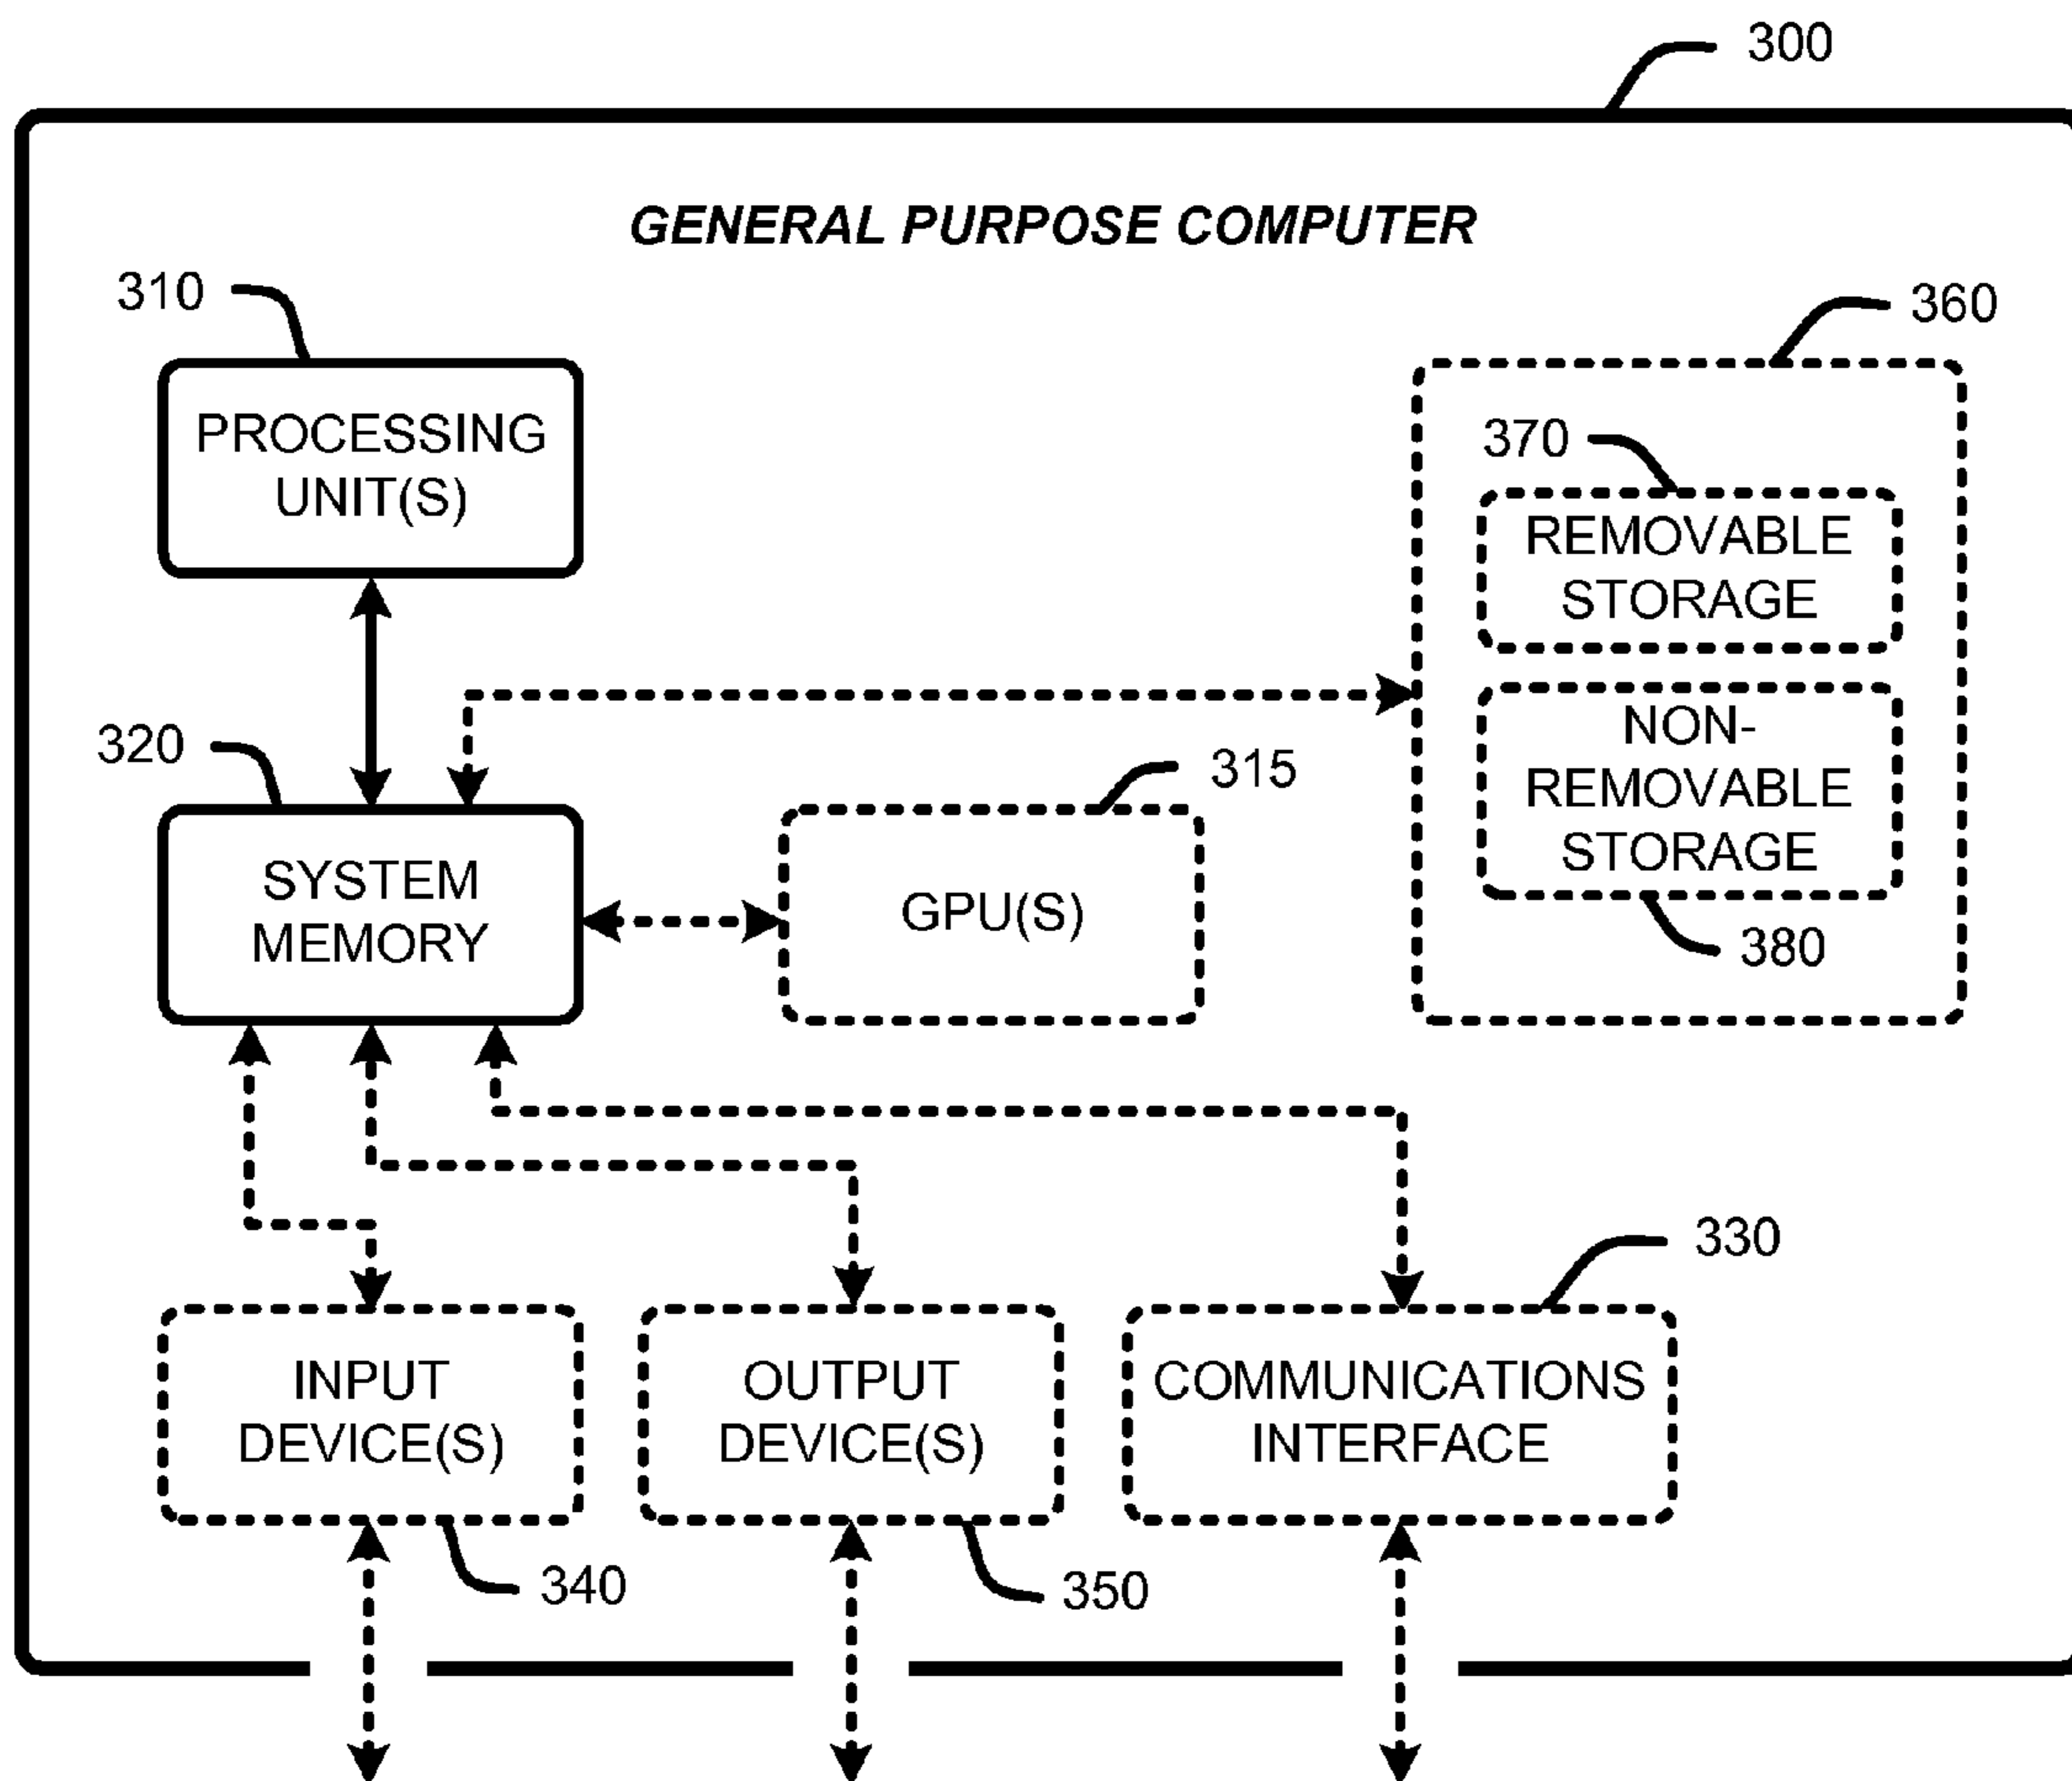 300
GENERAL PURPOSE COMPUTER
310
360
PROCESSING
UNIT(S)
370
REMOVABLE
STORAGE
320
315
NON-
REMOVABLE
STORAGE
SYSTEM
MEMORY
GPU(S)
380
330
INPUT
DEVICE(S)
OUTPUT
DEVICE(S)
COMMUNICATIONS
INTERFACE
340
350